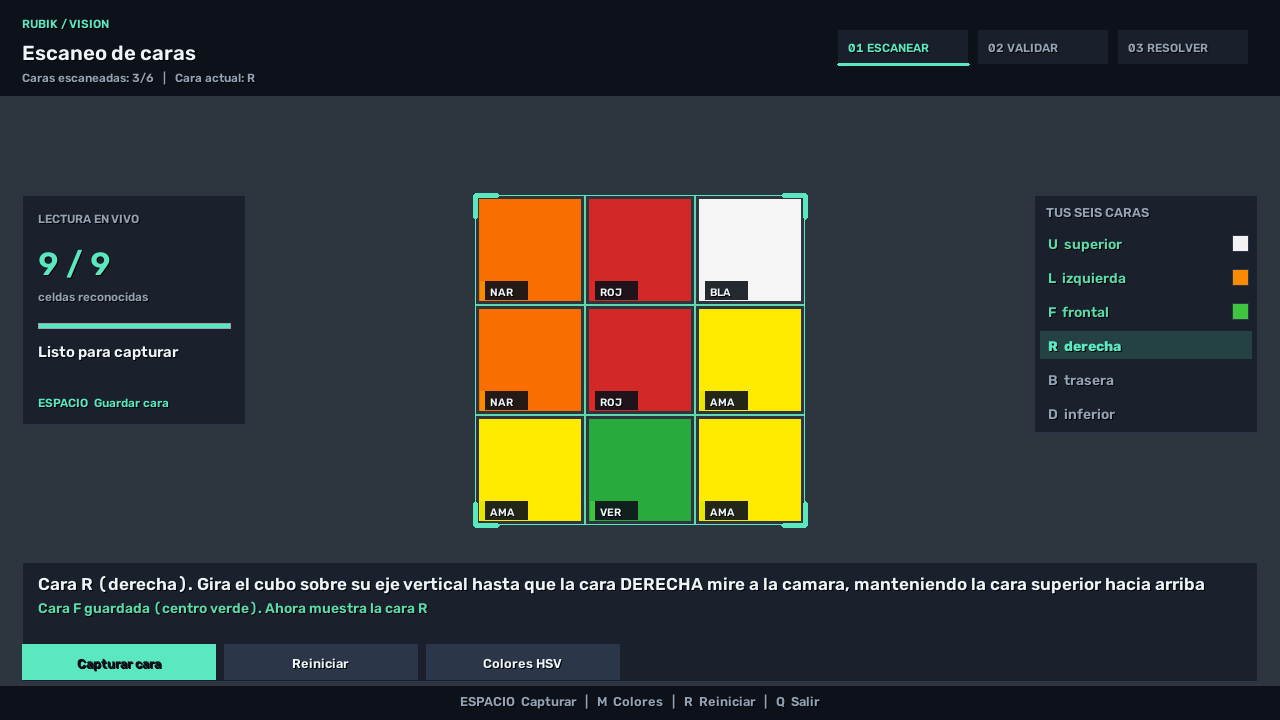 RUBIK / VISION
Escaneo de caras
Caras escaneadas: 3/6 | Cara actual: R
01 ESCANEAR
02 VALIDAR
03 RESOLVER
LECTURA EN VIVO
9 / 9
celdas reconocidas
Listo para capturar
ESPACIO Guardar cara
NAR
ROJ
BLA
NAR
ROJ
AMA
AMA
VER
AMA
TUS SEIS CARAS
U superior
L izquierda
F frontal
R derecha
B trasera
D inferior
Cara R (derecha). Gira el cubo sobre su eje vertical hasta que la cara DERECHA mire a la camara, manteniendo la cara superior hacia arriba
Cara F guardada (centro verde). Ahora muestra la cara R
Capturar cara
Reiniciar
Colores HSV
ESPACIO Capturar | M Colores | R Reiniciar | Q Salir